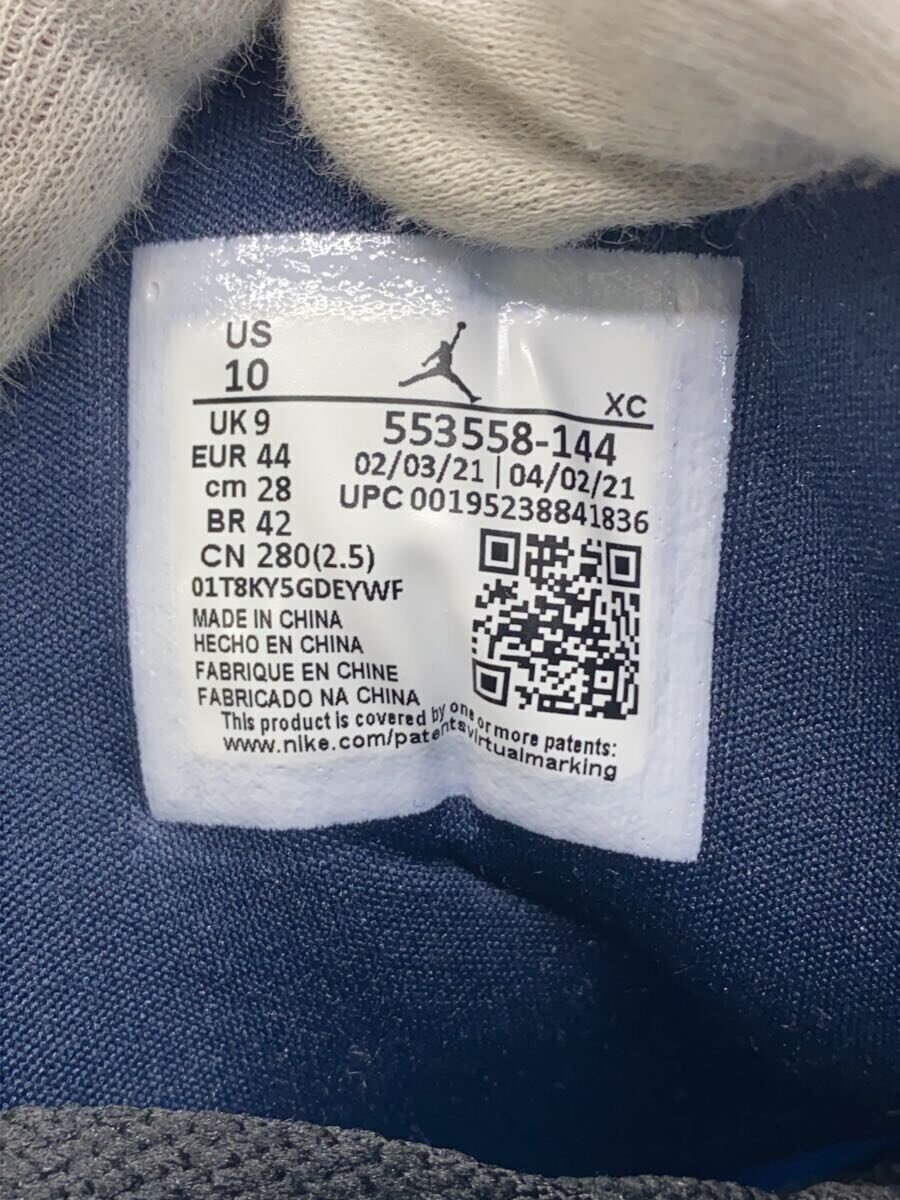 US
10
XC
UK 9
EUR 44
cm 28
BR 42
CN 280(2.5)
553558-144
02/03/21 | 04/02/21
UPC 00195238841836
01T8KY5GDEYWF
MADE IN CHINA
HECHO EN CHINA
FABRIQUE EN CHINE
FABRICADO NA CHINA
This product is covered by one or more patents:
www.nike.com/patentsvirtualmarking